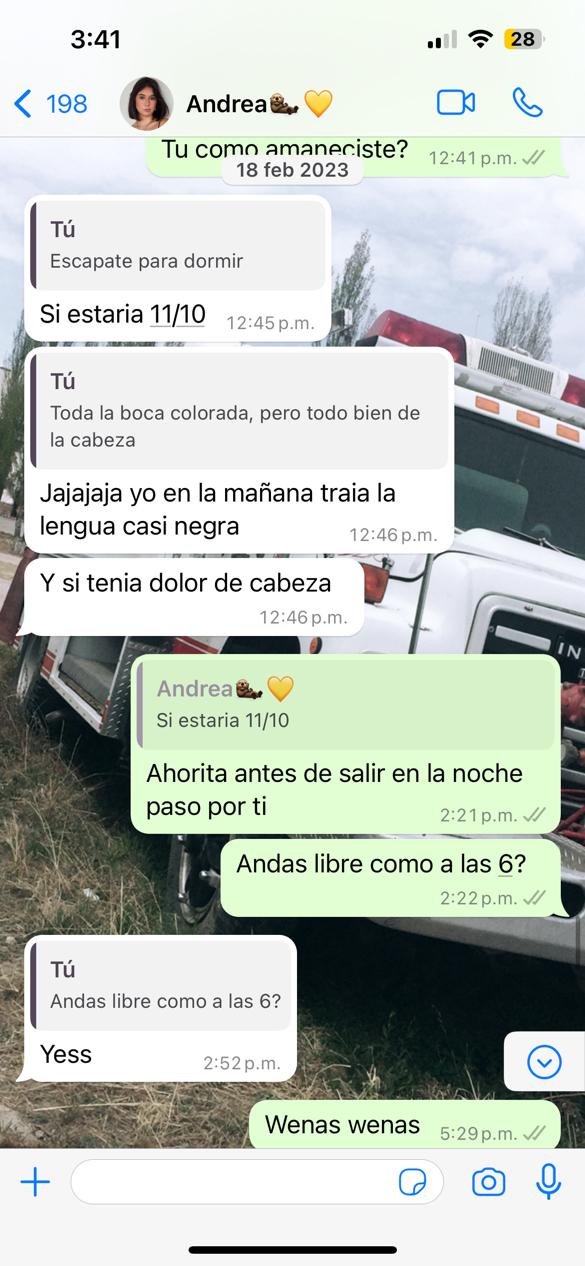 3:41
28
198
Andrea🦦💛
Tu como amaneciste?
12:41 p.m.
18 feb 2023
Tú
Escapate para dormir
Si estaria 11/10
12:45 p.m.
Tú
Toda la boca colorada, pero todo bien de
la cabeza
Jajajaja yo en la mañana traia la
lengua casi negra
12:46 p.m.
Y si tenia dolor de cabeza
12:46 p.m.
Andrea🦦💛
Si estaria 11/10
Ahorita antes de salir en la noche
paso por ti
2:21 p.m.
Andas libre como a las 6?
2:22 p.m.
Tú
Andas libre como a las 6?
Yess
2:52 p.m.
Wenas wenas
5:29 p.m.